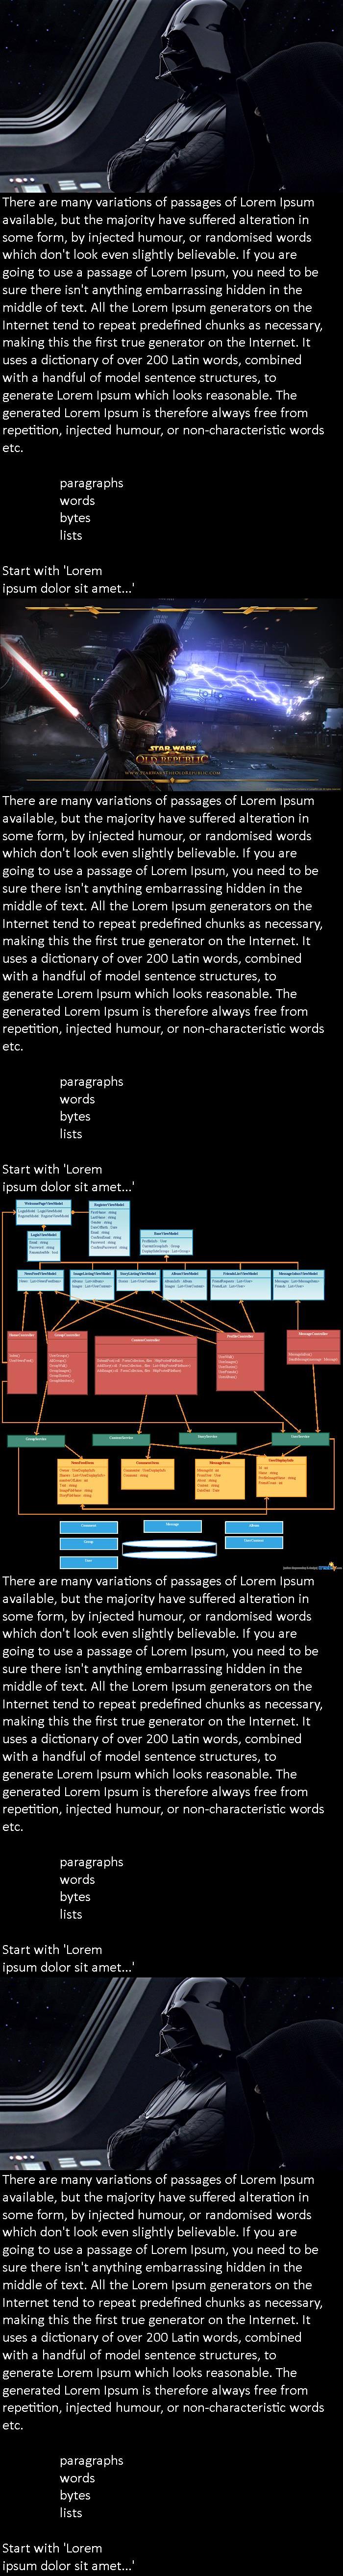 There are many variations of passages of Lorem Ipsum
available, but the majority have suffered alteration in
some form, by injected humour, or randomised words
which don't look even slightly believable. If you are
going to use a passage of Lorem Ipsum, you need to be
sure there isn't anything embarrassing hidden in the
middle of text. All the Lorem Ipsum generators on the
Internet tend to repeat predefined chunks as necessary,
making this the first true generator on the Internet. It
uses a dictionary of over 200 Latin words, combined
with a handful of model sentence structures, to
generate Lorem Ipsum which looks reasonable. The
generated Lorem Ipsum is therefore always free from
repetition, injected humour, or non-characteristic words
etc.
paragraphs
words
bytes
lists
Start with 'Lorem
ipsum dolor sit amet...'
STAR WARS
OLD REPUBLIC
WWW.STARWARSTHEOLDREPUBLIC.COM
There are many variations of passages of Lorem Ipsum
available, but the majority have suffered alteration in
some form, by injected humour, or randomised words
which don't look even slightly believable. If you are
going to use a passage of Lorem Ipsum, you need to be
sure there isn't anything embarrassing hidden in the
middle of text. All the Lorem Ipsum generators on the
Internet tend to repeat predefined chunks as necessary,
making this the first true generator on the Internet. It
uses a dictionary of over 200 Latin words, combined
with a handful of model sentence structures, to
generate Lorem Ipsum which looks reasonable. The
generated Lorem Ipsum is therefore always free from
repetition, injected humour, or non-characteristic words
etc.
paragraphs
words
bytes
lists
Start with 'Lorem
ipsum dolor sit amet...'
WelcomePageViewModel
RegisterViewModel
LoginViewModel
BaseViewModel
NewsFeedViewModel
ImageListingViewModel
AlbumViewModel
FriendsListViewModel
HomeController
GroupController
ProfileController
MessageController
GroupService
UserService
NewsFeedItem
CommentItem
MessageItem
UserDisplayInfo
Comment
Message
Album
Group
User
There are many variations of passages of Lorem Ipsum
available, but the majority have suffered alteration in
some form, by injected humour, or randomised words
which don't look even slightly believable. If you are
going to use a passage of Lorem Ipsum, you need to be
sure there isn't anything embarrassing hidden in the
middle of text. All the Lorem Ipsum generators on the
Internet tend to repeat predefined chunks as necessary,
making this the first true generator on the Internet. It
uses a dictionary of over 200 Latin words, combined
with a handful of model sentence structures, to
generate Lorem Ipsum which looks reasonable. The
generated Lorem Ipsum is therefore always free from
repetition, injected humour, or non-characteristic words
etc.
paragraphs
words
bytes
lists
Start with 'Lorem
ipsum dolor sit amet...'
There are many variations of passages of Lorem Ipsum
available, but the majority have suffered alteration in
some form, by injected humour, or randomised words
which don't look even slightly believable. If you are
going to use a passage of Lorem Ipsum, you need to be
sure there isn't anything embarrassing hidden in the
middle of text. All the Lorem Ipsum generators on the
Internet tend to repeat predefined chunks as necessary,
making this the first true generator on the Internet. It
uses a dictionary of over 200 Latin words, combined
with a handful of model sentence structures, to
generate Lorem Ipsum which looks reasonable. The
generated Lorem Ipsum is therefore always free from
repetition, injected humour, or non-characteristic words
etc.
paragraphs
words
bytes
lists
Start with 'Lorem
ipsum dolor sit amet...'